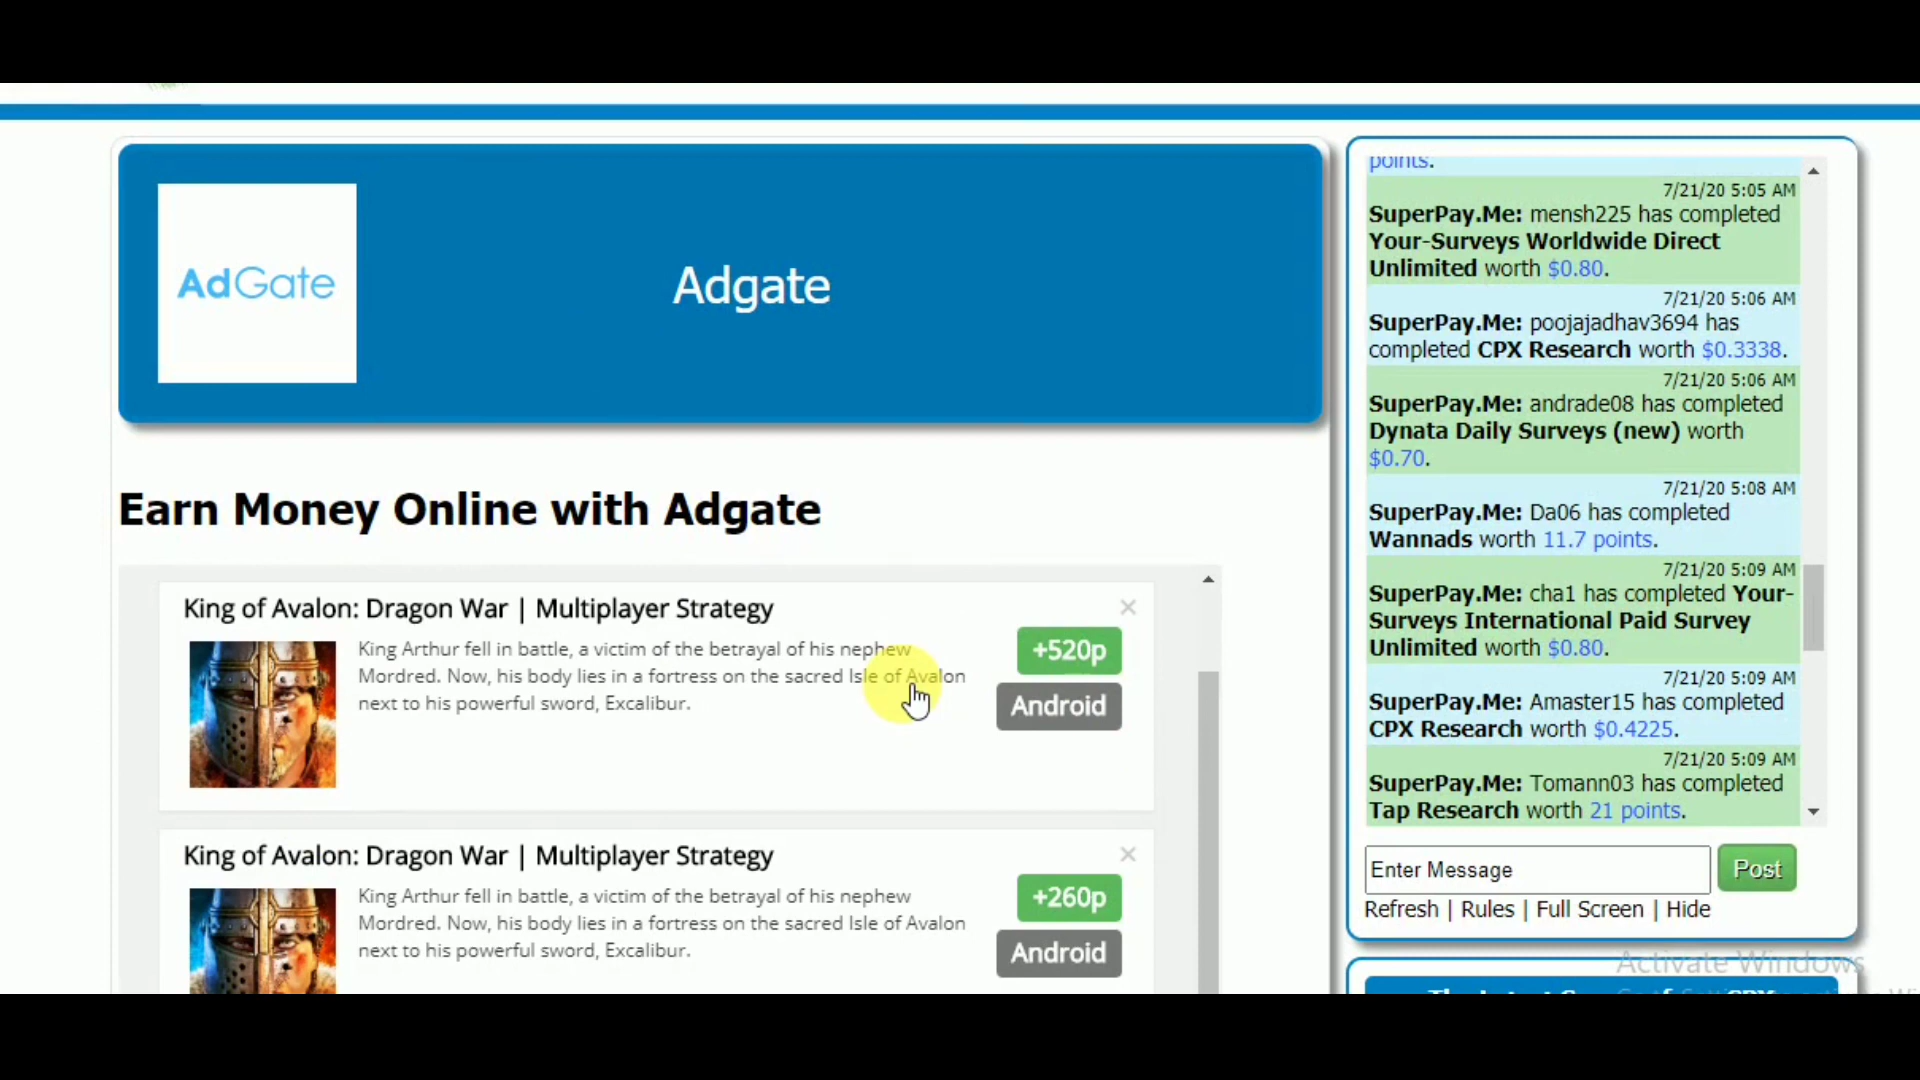 AdGate
Adgate
Earn Money Online with Adgate
King of Avalon: Dragon War | Multiplayer Strategy
King Arthur fell in battle, a victim of the betrayal of his nephew
Mordred. Now, his body lies in a fortress on the sacred Isle of Avalon
next to his powerful sword, Excalibur.
+520p
Android
King of Avalon: Dragon War | Multiplayer Strategy
King Arthur fell in battle, a victim of the betrayal of his nephew
Mordred. Now, his body lies in a fortress on the sacred Isle of Avalon
next to his powerful sword, Excalibur.
+260p
Android
points.
7/21/20 5:05 AM
SuperPay.Me: mensh225 has completed
Your-Surveys Worldwide Direct
Unlimited worth $0.80.
7/21/20 5:06 AM
SuperPay.Me: poojajadhav3694 has
completed CPX Research worth $0.3338.
7/21/20 5:06 AM
SuperPay.Me: andrade08 has completed
Dynata Daily Surveys (new) worth
$0.70.
7/21/20 5:08 AM
SuperPay.Me: Da06 has completed
Wannads worth 11.7 points.
7/21/20 5:09 AM
SuperPay.Me: cha1 has completed Your-
Surveys International Paid Survey
Unlimited worth $0.80.
7/21/20 5:09 AM
SuperPay.Me: Amaster15 has completed
CPX Research worth $0.4225.
7/21/20 5:09 AM
SuperPay.Me: Tomann03 has completed
Tap Research worth 21 points.
Enter Message
Post
Refresh | Rules | Full Screen | Hide
Activate Windows